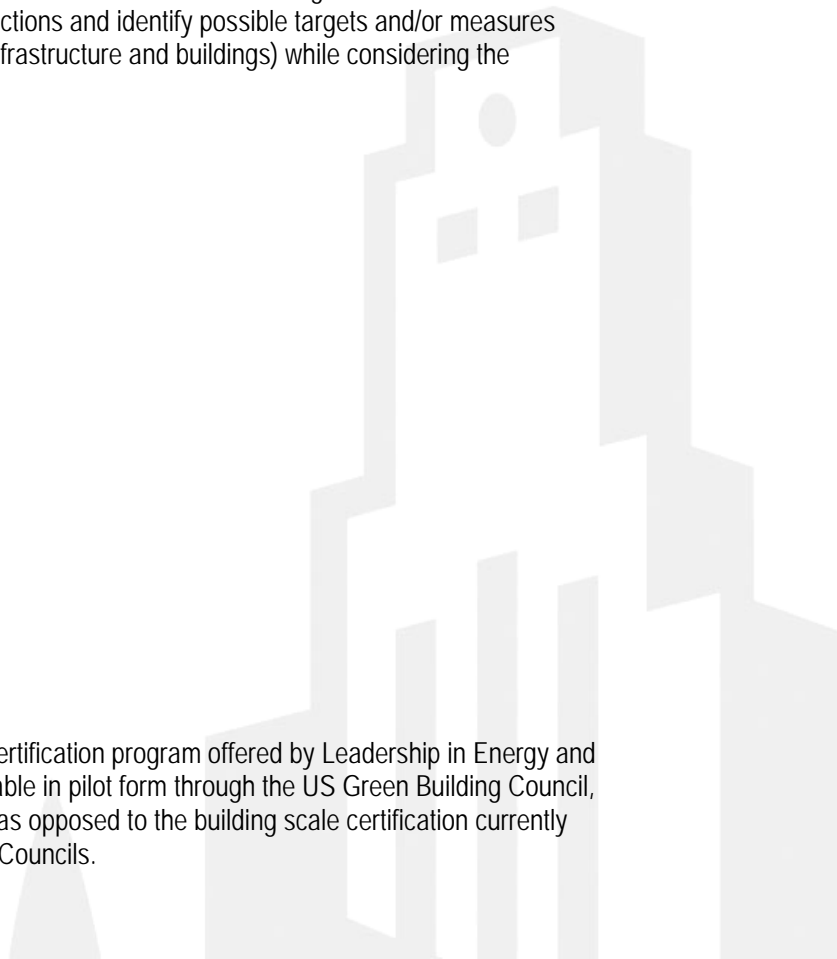 ctions and identify possible targets and/or measures
frastructure and buildings) while considering the
ertification program offered by Leadership in Energy and
able in pilot form through the US Green Building Council,
as opposed to the building scale certification currently
Councils.